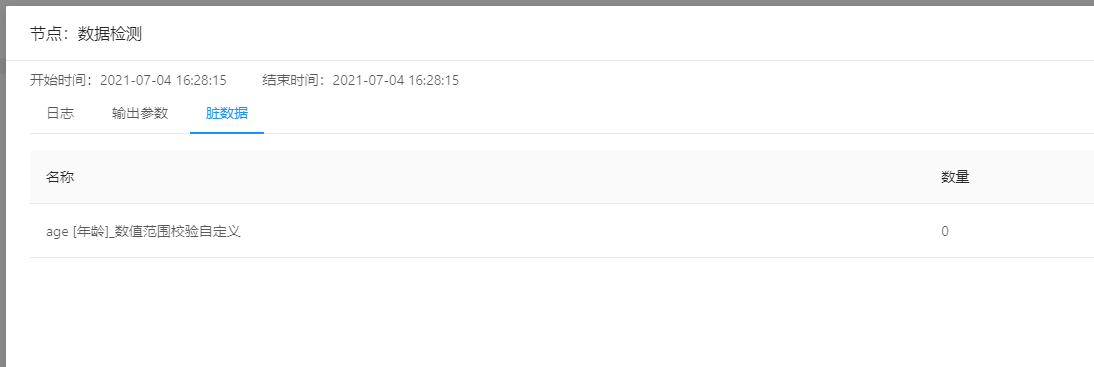 节点：数据检测
开始时间：2021-07-04 16:28:15 结束时间：2021-07-04 16:28:15
日志 输出参数 脏数据
名称 数量
age [年龄]_数值范围校验自定义 0